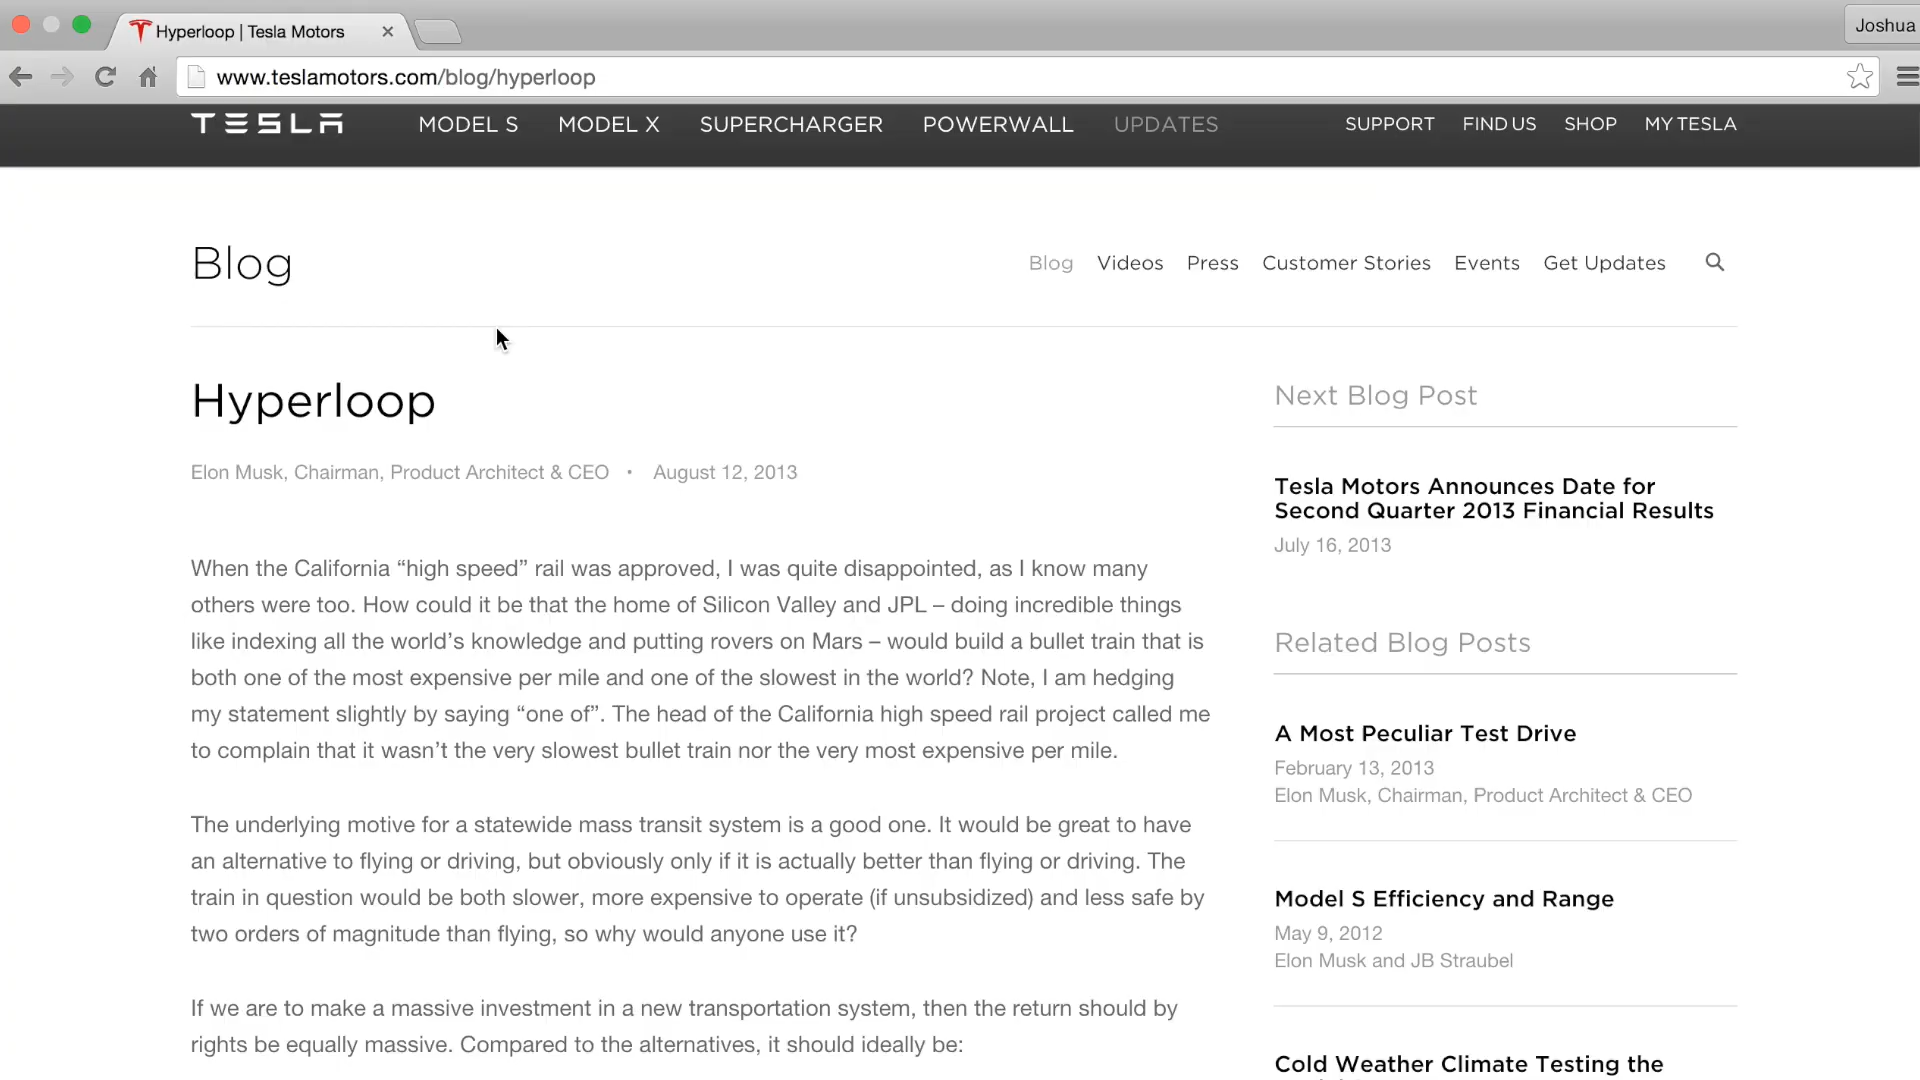 Hyperloop | Tesla Motors
Joshua
www.teslamotors.com/blog/hyperloop
TESLA
MODEL S
MODEL X
SUPERCHARGER
POWERWALL
UPDATES
SUPPORT
FIND US
SHOP
MY TESLA
Blog
Blog
Videos
Press
Customer Stories
Events
Get Updates
Hyperloop
Elon Musk, Chairman, Product Architect & CEO • August 12, 2013
When the California “high speed” rail was approved, I was quite disappointed, as I know many
others were too. How could it be that the home of Silicon Valley and JPL – doing incredible things
like indexing all the world’s knowledge and putting rovers on Mars – would build a bullet train that is
both one of the most expensive per mile and one of the slowest in the world? Note, I am hedging
my statement slightly by saying “one of”. The head of the California high speed rail project called me
to complain that it wasn’t the very slowest bullet train nor the very most expensive per mile.
The underlying motive for a statewide mass transit system is a good one. It would be great to have
an alternative to flying or driving, but obviously only if it is actually better than flying or driving. The
train in question would be both slower, more expensive to operate (if unsubsidized) and less safe by
two orders of magnitude than flying, so why would anyone use it?
If we are to make a massive investment in a new transportation system, then the return should by
rights be equally massive. Compared to the alternatives, it should ideally be:
Next Blog Post
Tesla Motors Announces Date for
Second Quarter 2013 Financial Results
July 16, 2013
Related Blog Posts
A Most Peculiar Test Drive
February 13, 2013
Elon Musk, Chairman, Product Architect & CEO
Model S Efficiency and Range
May 9, 2012
Elon Musk and JB Straubel
Cold Weather Climate Testing the